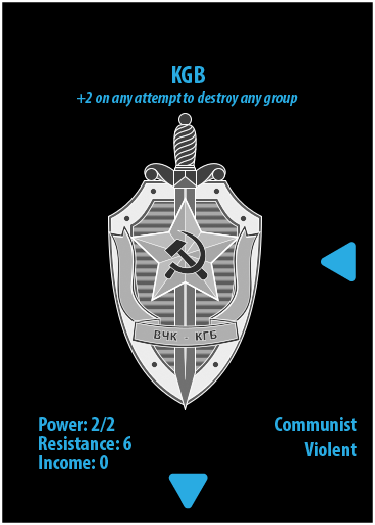 KGB
+2 on any attempt to destroy any group
ВЧК - КГБ
Power: 2/2
Resistance: 6
Income: 0
Communist
Violent